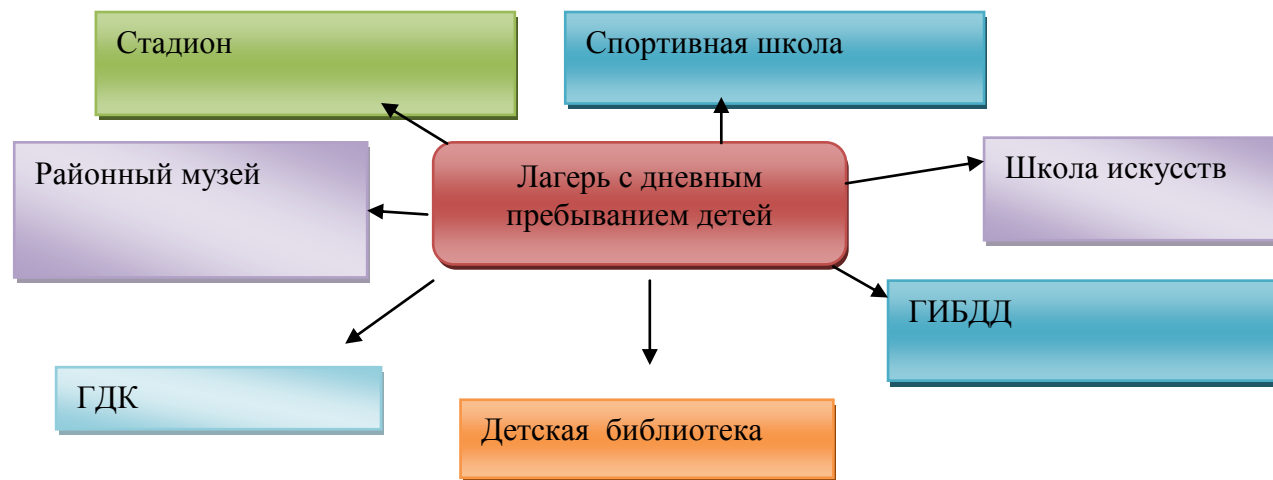 Стадион
Спортивная школа
Районный музей
Лагерь с дневным
пребыванием детей
Школа искусств
ГИБДД
ГДК
Детская библиотека